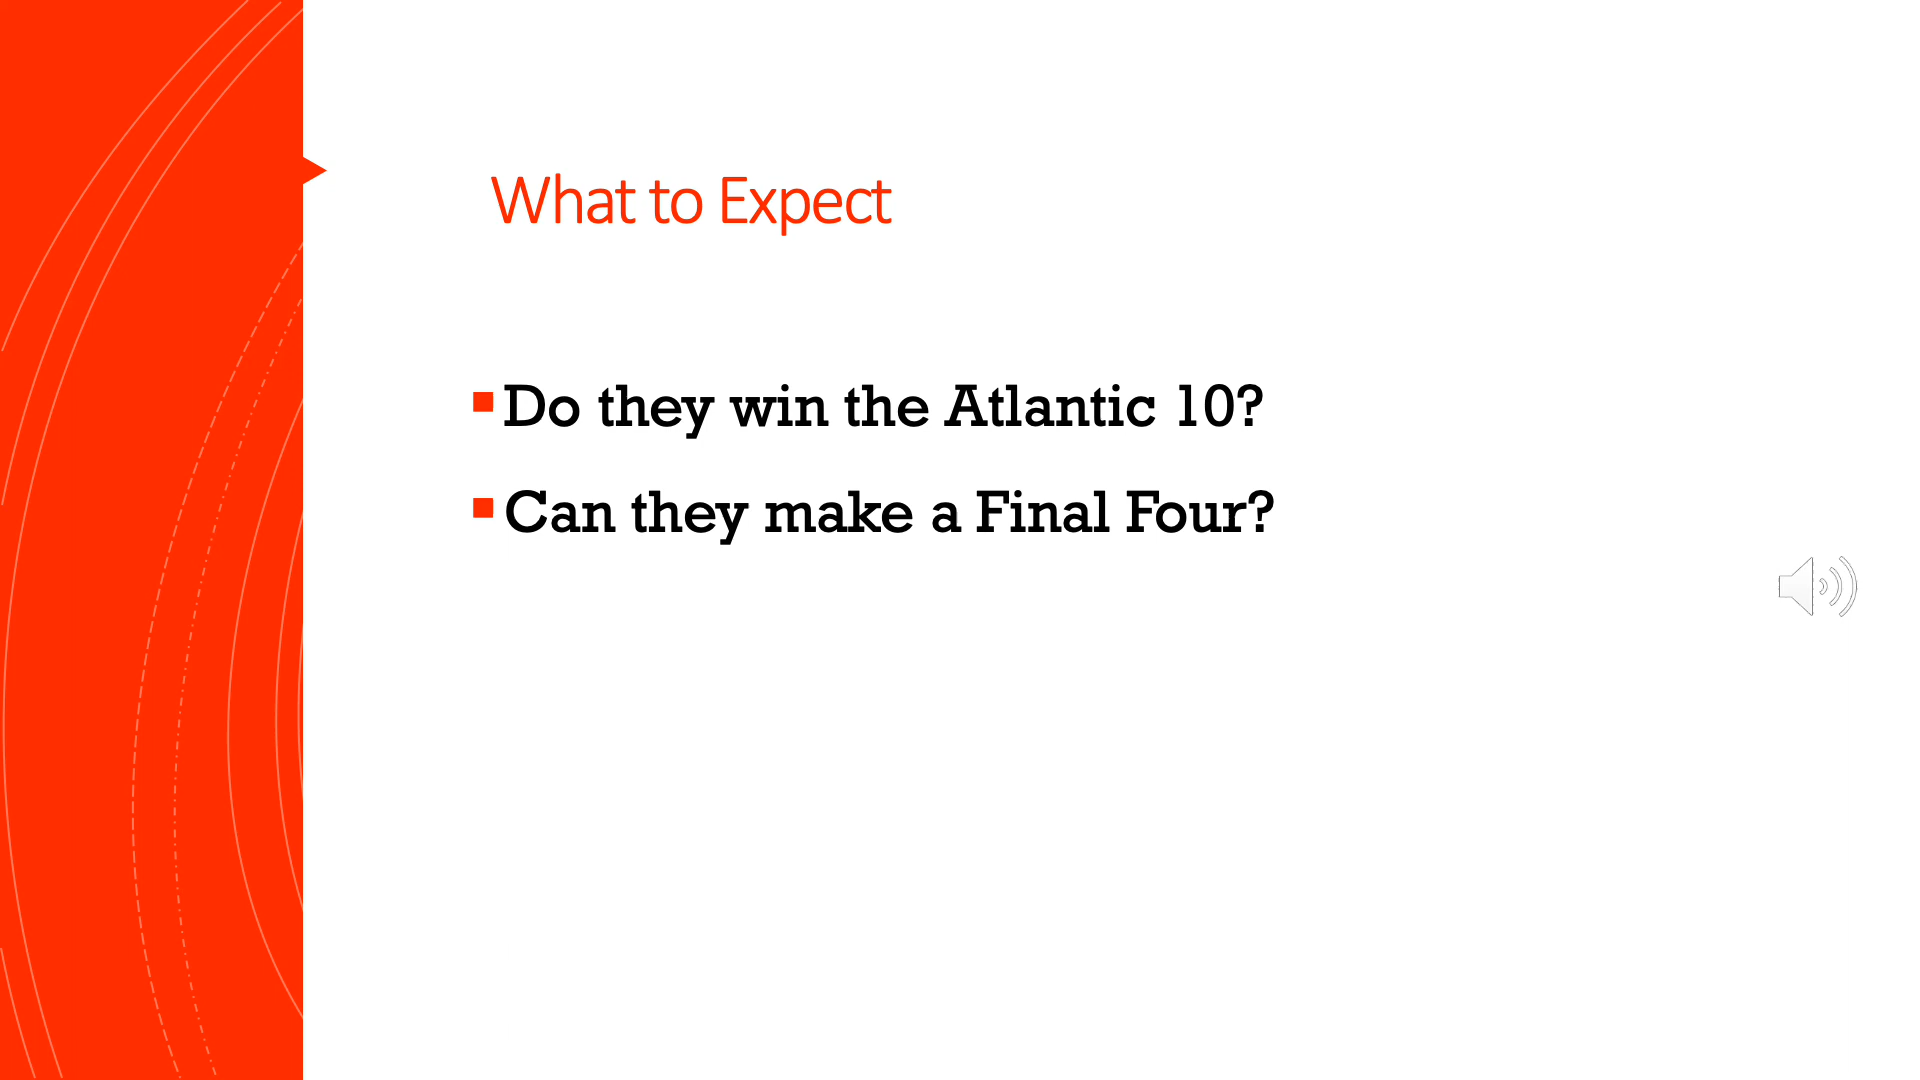 What to Expect
Do they win the Atlantic 10?
Can they make a Final Four?